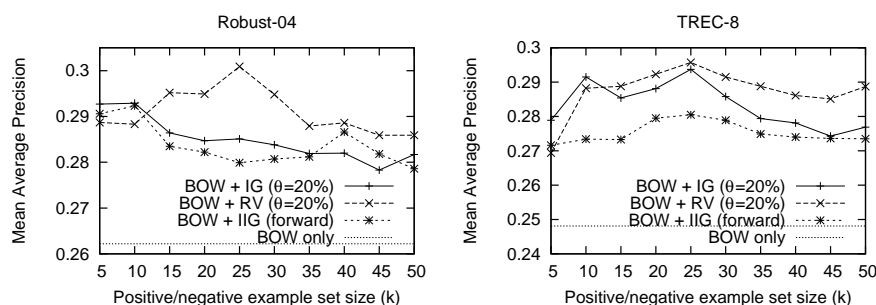 Robust-04
Mean Average Precision
0.3
0.29
0.28
0.27
0.26
BOW + IG (θ=20%)
BOW + RV (θ=20%)
BOW + IIG (forward)
BOW only
5 10 15 20 25 30 35 40 45 50
Positive/negative example set size (k)
TREC-8
Mean Average Precision
0.3
0.29
0.28
0.27
0.26
0.25
0.24
BOW + IG (θ=20%)
BOW + RV (θ=20%)
BOW + IIG (forward)
BOW only
5 10 15 20 25 30 35 40 45 50
Positive/negative example set size (k)